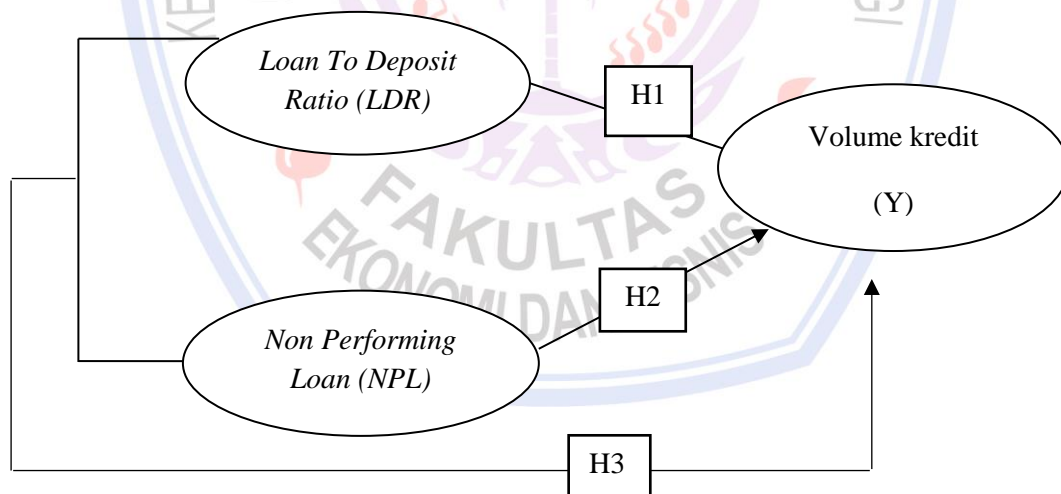 Loan To Deposit
Ratio (LDR)
H1
Volume kredit
(Y)
FAKULTAS
EKONOMI DAN BISNIS
H2
Non Performing
Loan (NPL)
H3